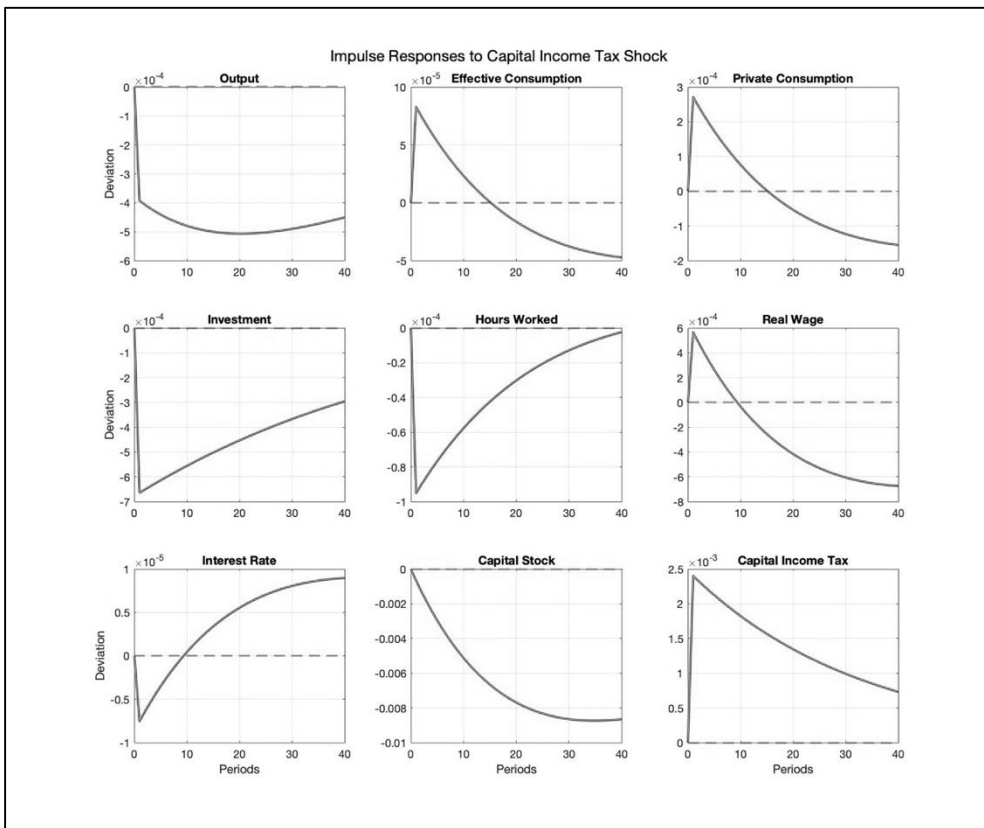 Impulse Responses to Capital Income Tax Shock
Output
×10⁻⁴
0
-1
-2
-3
-4
-5
-6
Deviation
0 10 20 30 40
Effective Consumption
×10⁻⁵
10
5
0
-5
0 10 20 30 40
Private Consumption
×10⁻⁴
3
2
1
0
-1
-2
0 10 20 30 40
Investment
×10⁻⁴
0
-1
-2
-3
-4
-5
-6
-7
Deviation
0 10 20 30 40
Hours Worked
×10⁻⁴
0
-0.2
-0.4
-0.6
-0.8
-1
0 10 20 30 40
Real Wage
×10⁻⁴
6
4
2
0
-2
-4
-6
-8
0 10 20 30 40
Interest Rate
×10⁻⁵
1
0.5
0
-0.5
-1
Deviation
0 10 20 30 40
Periods
Capital Stock
0
-0.002
-0.004
-0.006
-0.008
-0.01
0 10 20 30 40
Periods
Capital Income Tax
×10⁻³
2.5
2
1.5
1
0.5
0
0 10 20 30 40
Periods